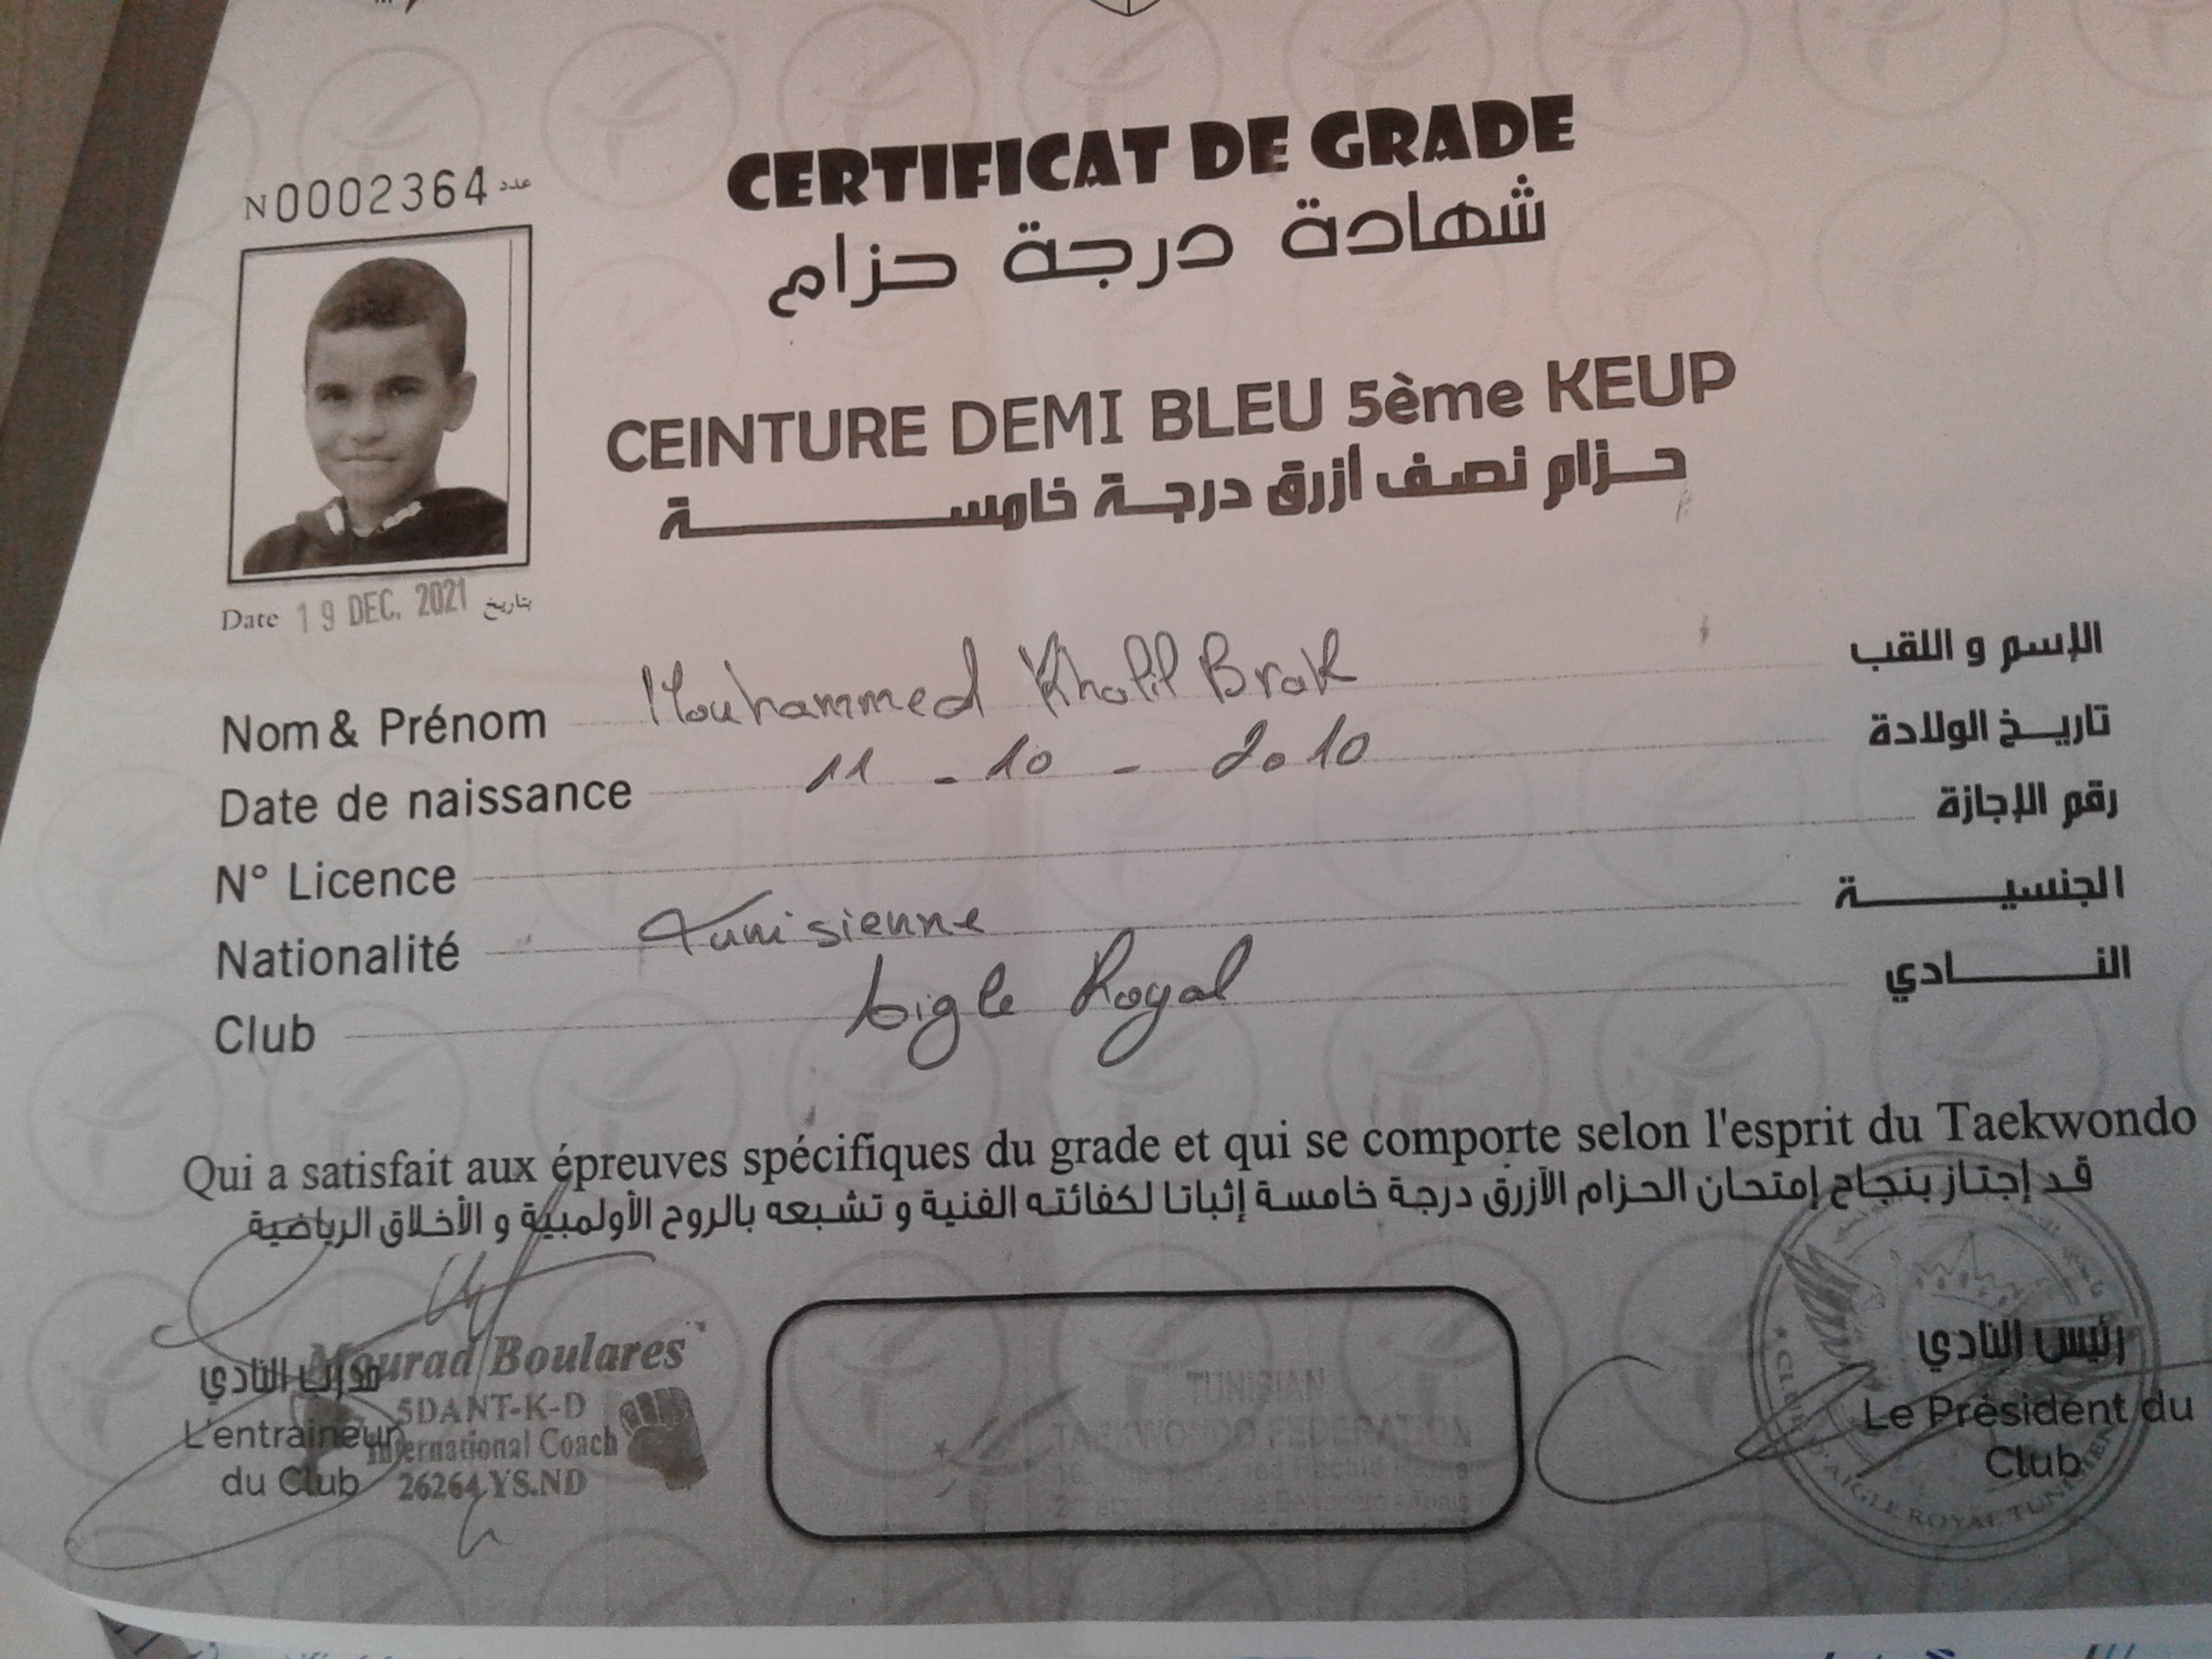 CERTIFICAT DE GRADE
شهادة درجة حزام
N0002364 عدد
CEINTURE DEMI BLEU 5ème KEUP
حزام نصف أزرق درجة خامسة
Date 19 DEC. 2021 بتاريخ
Nom & Prénom Mouhammed Khalil Brak الإسم و اللقب
Date de naissance 11 - 10 - 2010 تاريخ الولادة
N° Licence رقم الإجازة
Nationalité Tunisienne الجنسية
Club Aigle Royal النادي
Qui a satisfait aux épreuves spécifiques du grade et qui se comporte selon l'esprit du Taekwondo
قد إجتاز بنجاح إمتحان الحزام الأزرق درجة خامسة إثباتا لكفائته الفنية و تشبعه بالروح الأولمبية و الأخلاق الرياضية
مدرب النادي
L'entraineur
du Club
Mourad Boulares
5DANT-K-D
International Coach
26264.YS.ND
TUNISIAN
TAEKWONDO FEDERATION
رئيس النادي
Le Président du
Club
AIGLE ROYAL